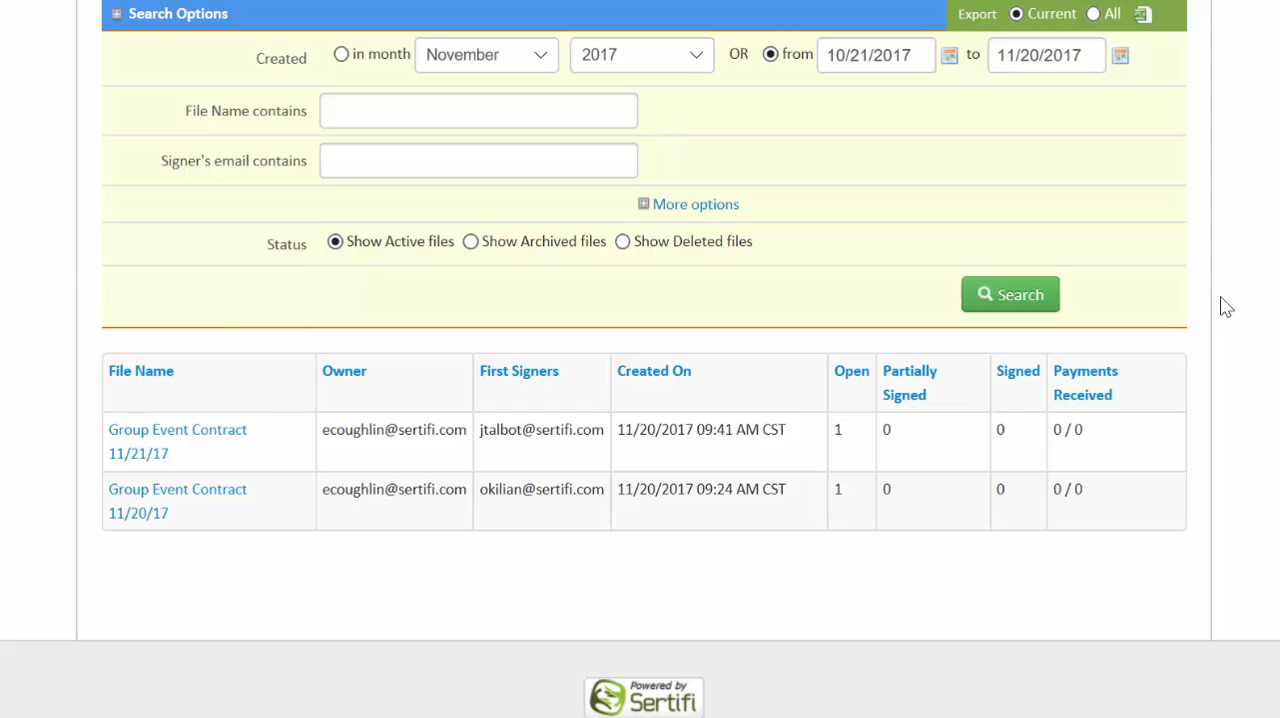 Search Options Export Current All
Created in month November 2017 OR from 10/21/2017 to 11/20/2017
File Name contains
Signer's email contains
More options
Status Show Active files Show Archived files Show Deleted files
Search
File Name Owner First Signers Created On Open Partially Signed Signed Payments Received
Group Event Contract 11/21/17 ecoughlin@sertifi.com jtalbot@sertifi.com 11/20/2017 09:41 AM CST 1 0 0 0 / 0
Group Event Contract 11/20/17 ecoughlin@sertifi.com okilian@sertifi.com 11/20/2017 09:24 AM CST 1 0 0 0 / 0
Powered by
Sertifi